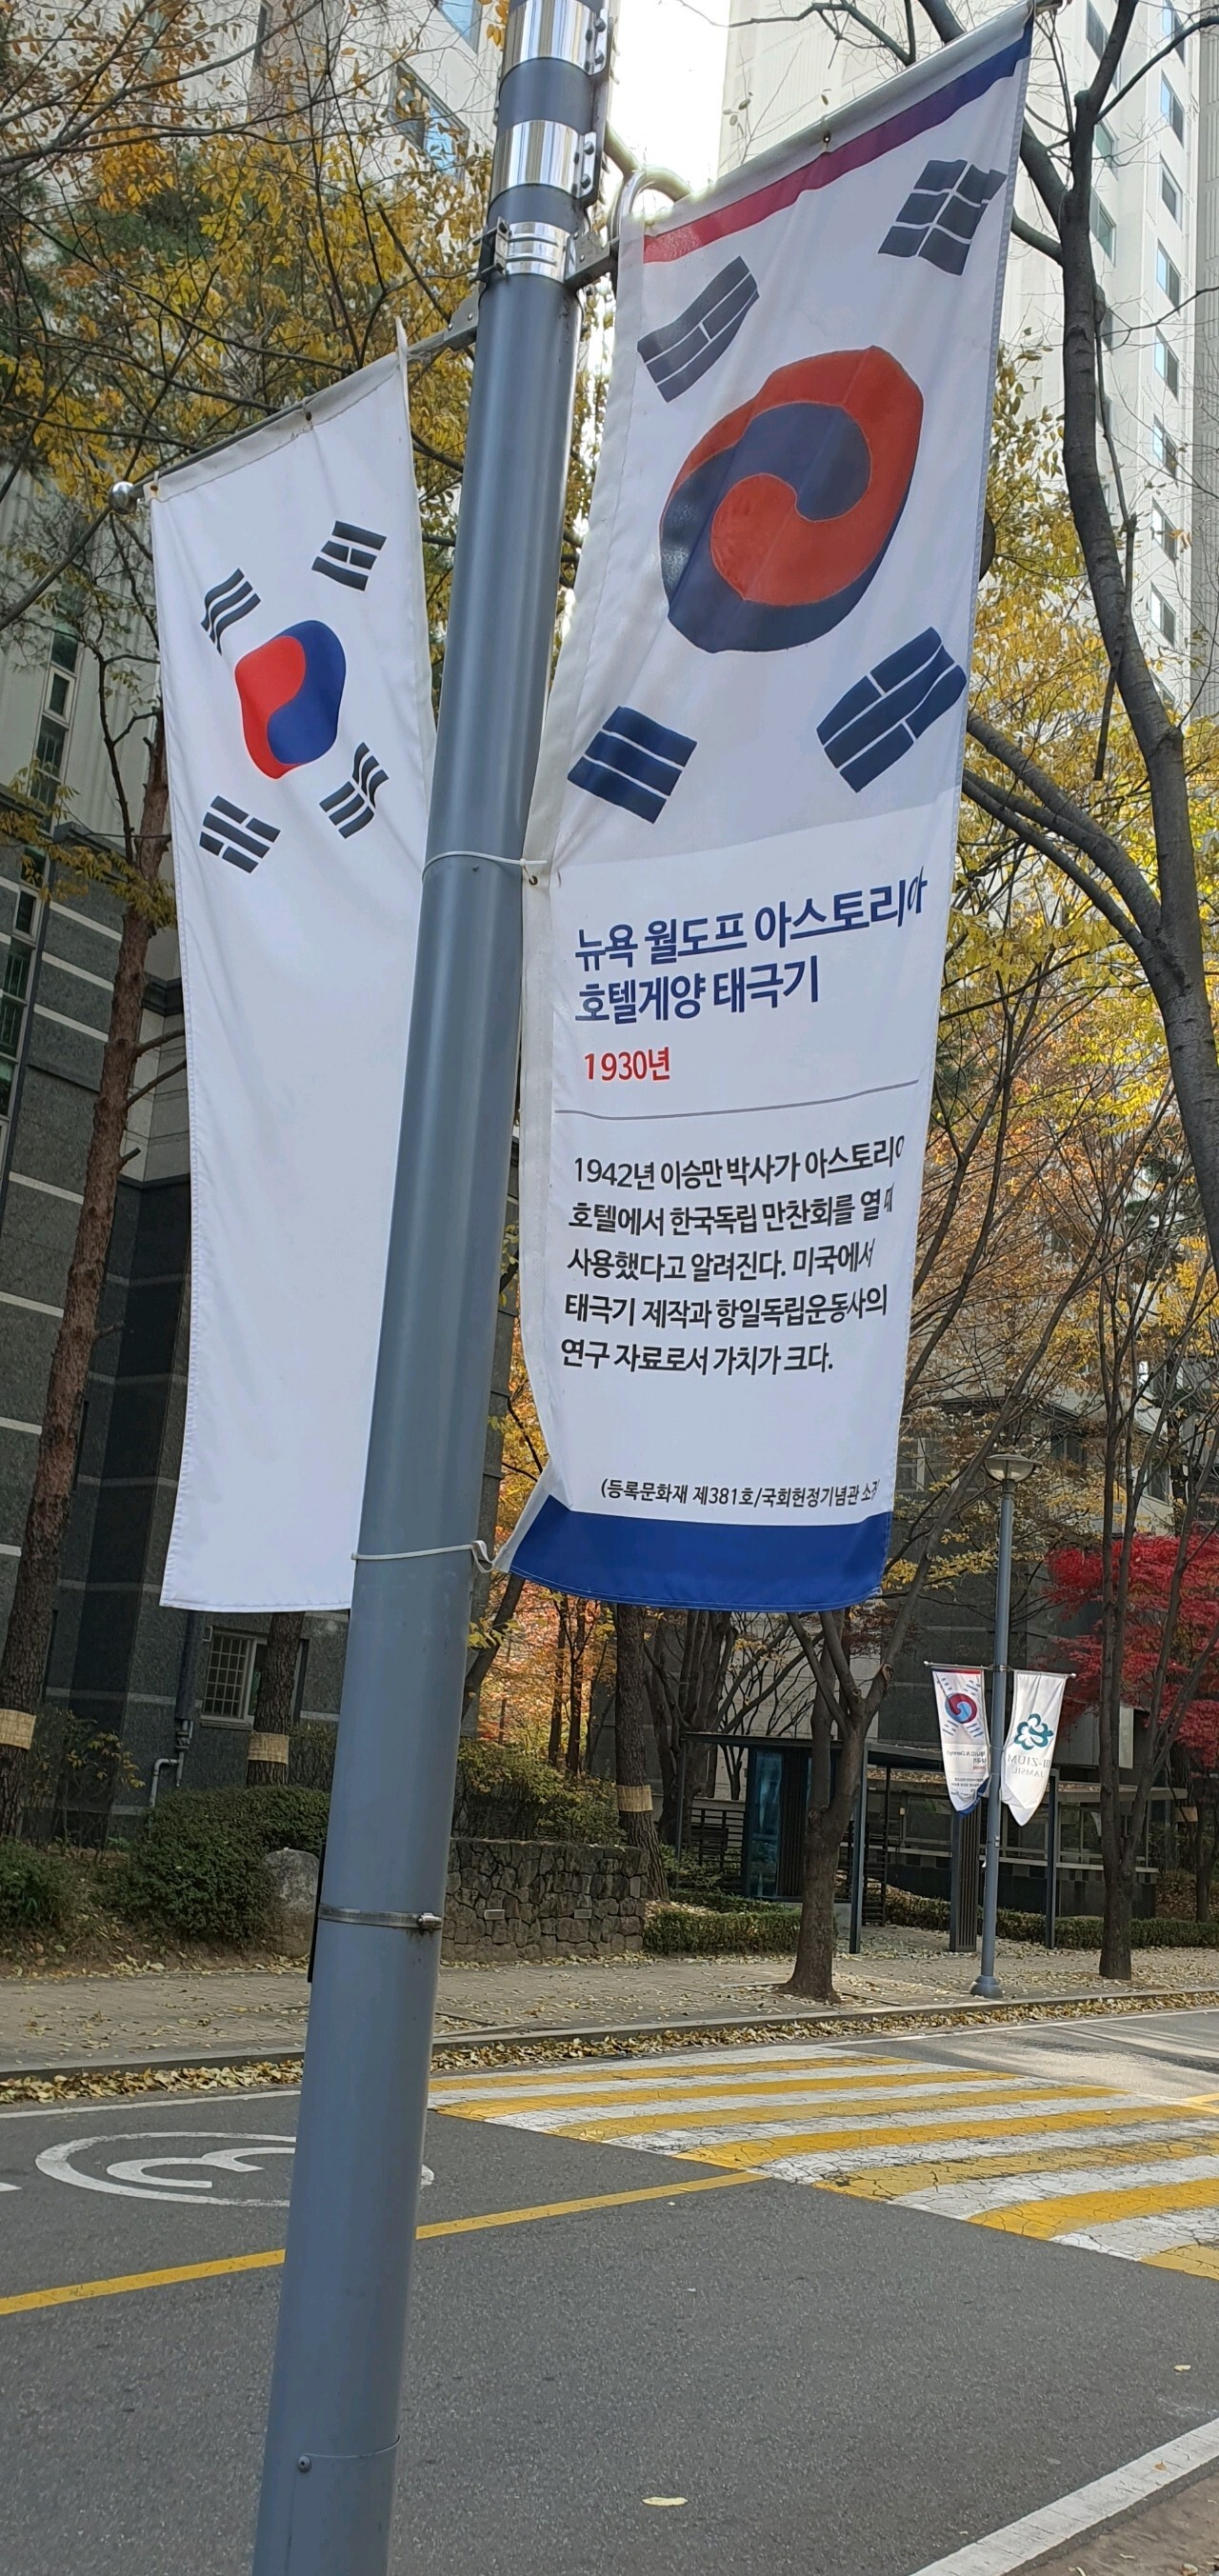 뉴욕 월도프 아스토리아
호텔게양 태극기
1930년
1942년 이승만 박사가 아스토리아
호텔에서 한국독립 만찬회를 열 때
사용했다고 알려진다. 미국에서
태극기 제작과 항일독립운동사의
연구 자료로서 가치가 크다.
(등록문화재 제381호/국회헌정기념관 소장